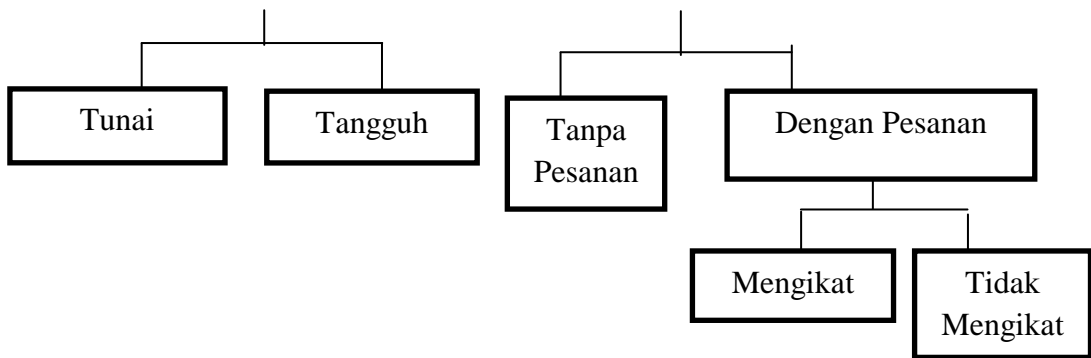 Tunai
Tangguh
Tanpa
Pesanan
Dengan Pesanan
Mengikat
Tidak
Mengikat